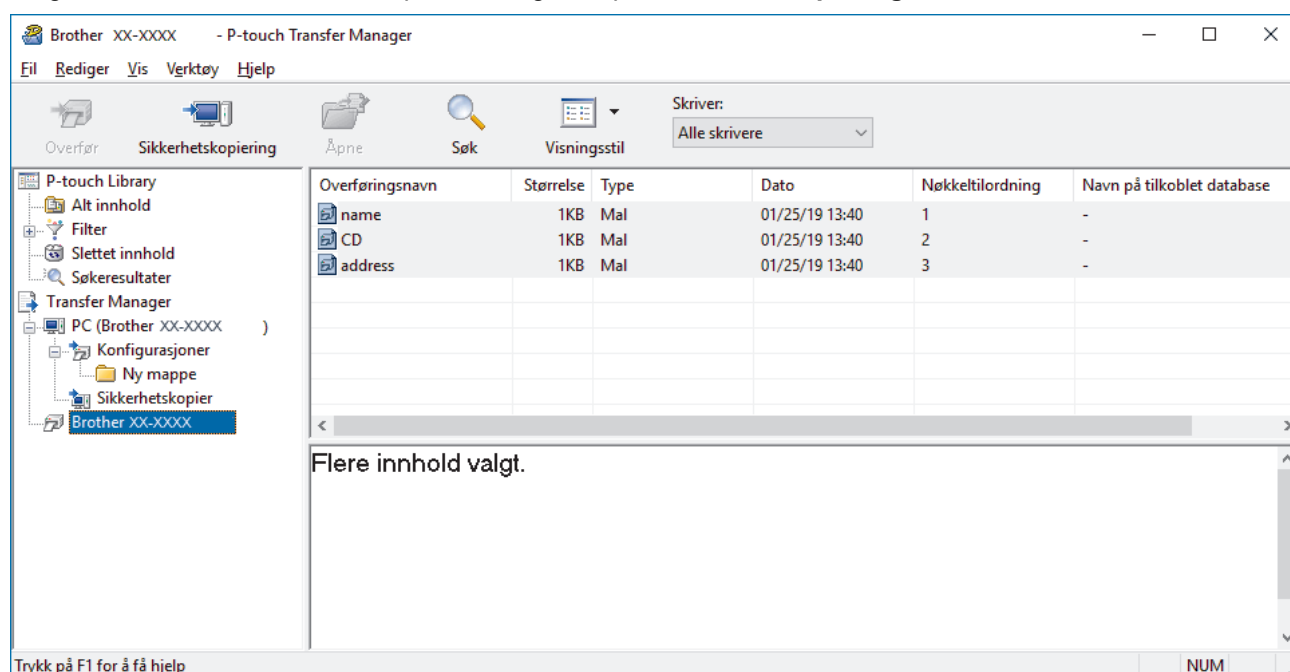 Brother XX-XXXX - P-touch Transfer Manager
Fil Rediger Vis Verktøy Hjelp
Overfør Sikkerhetskopiering Åpne Søk Visningsstil
Skriver:
Alle skrivere
P-touch Library
Alt innhold
Filter
Slettet innhold
Søkeresultater
Transfer Manager
PC (Brother XX-XXXX )
Konfigurasjoner
Ny mappe
Sikkerhetskopier
Brother XX-XXXX
Overføringsnavn Størrelse Type Dato Nøkkeltilordning Navn på tilkoblet database
name 1KB Mal 01/25/19 13:40 1 -
CD 1KB Mal 01/25/19 13:40 2 -
address 1KB Mal 01/25/19 13:40 3 -
Flere innhold valgt.
Trykk på F1 for å få hjelp
NUM